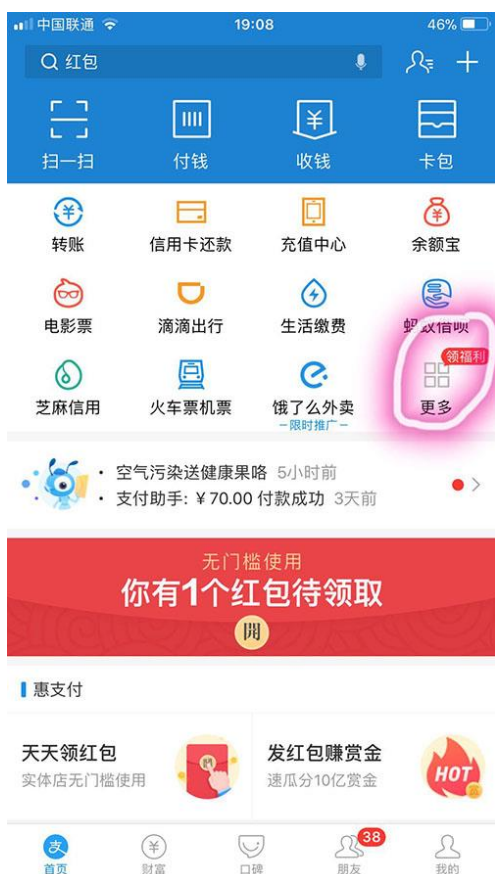 中国联通 19:08 46%
红包
扫一扫 付钱 收钱 卡包
转账 信用卡还款 充值中心 余额宝
电影票 滴滴出行 生活缴费 蚂蚁借呗
领福利
芝麻信用 火车票机票 饿了么外卖 更多
限时推广
· 空气污染送健康果咯 5小时前
· 支付助手: ¥70.00 付款成功 3天前
无门槛使用
你有1个红包待领取
開
惠支付
天天领红包 发红包赚赏金
实体店无门槛使用 速瓜分10亿赏金
HOT
38
首页 财富 口碑 朋友 我的